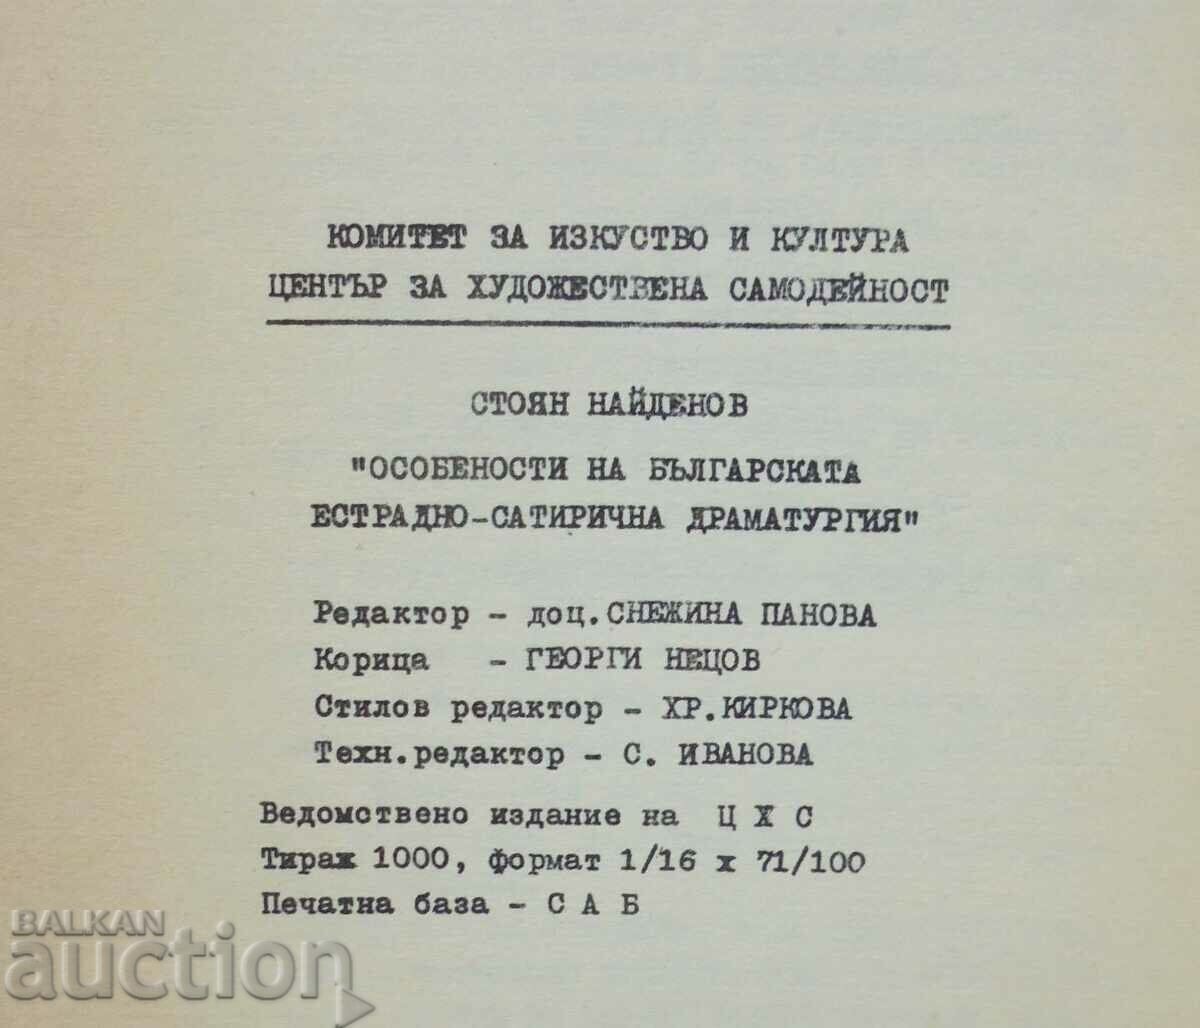 КОМИТЕТ ЗА ИЗКУСТВО И КУЛТУРА
ЦЕНТЪР ЗА ХУДОЖЕСТВЕНА САМОДЕЙНОСТ
СТОЯН НАЙДЕНОВ
"ОСОБЕНОСТИ НА БЪЛГАРСКАТА
ЕСТРАДНО-САТИРИЧНА ДРАМАТУРГИЯ"
Редактор - доц. СНЕЖИНА ПАНОВА
Корица - ГЕОРГИ НЕЦОВ
Стилов редактор - ХР. КИРКОВА
Техн. редактор - С. ИВАНОВА
Ведомствено издание на Ц Х С
Тираж 1000, формат 1/16 х 71/100
Печатна база - С А Б
BALKAN
auction